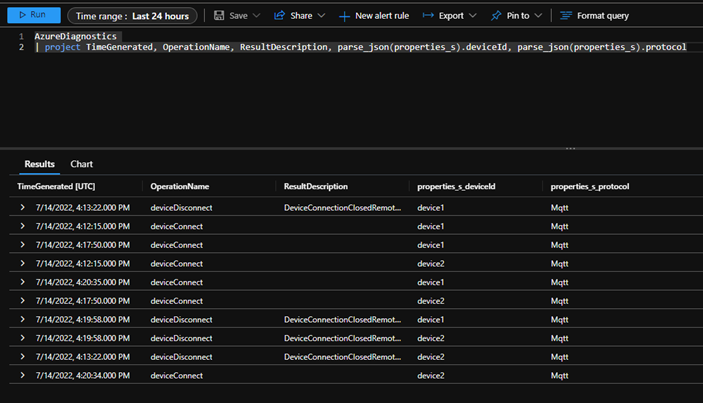 Run Time range : Last 24 hours Save Share New alert rule Export Pin to Format query
1 AzureDiagnostics
2 | project TimeGenerated, OperationName, ResultDescription, parse_json(properties_s).deviceId, parse_json(properties_s).protocol
Results Chart
TimeGenerated [UTC] OperationName ResultDescription properties_s_deviceId properties_s_protocol
7/14/2022, 4:13:22.000 PM deviceDisconnect DeviceConnectionClosedRemot... device1 Mqtt
7/14/2022, 4:12:15.000 PM deviceConnect device1 Mqtt
7/14/2022, 4:17:50.000 PM deviceConnect device1 Mqtt
7/14/2022, 4:12:15.000 PM deviceConnect device2 Mqtt
7/14/2022, 4:20:35.000 PM deviceConnect device1 Mqtt
7/14/2022, 4:17:50.000 PM deviceConnect device2 Mqtt
7/14/2022, 4:19:58.000 PM deviceDisconnect DeviceConnectionClosedRemot... device1 Mqtt
7/14/2022, 4:19:58.000 PM deviceDisconnect DeviceConnectionClosedRemot... device2 Mqtt
7/14/2022, 4:13:22.000 PM deviceDisconnect DeviceConnectionClosedRemot... device2 Mqtt
7/14/2022, 4:20:34.000 PM deviceConnect device2 Mqtt